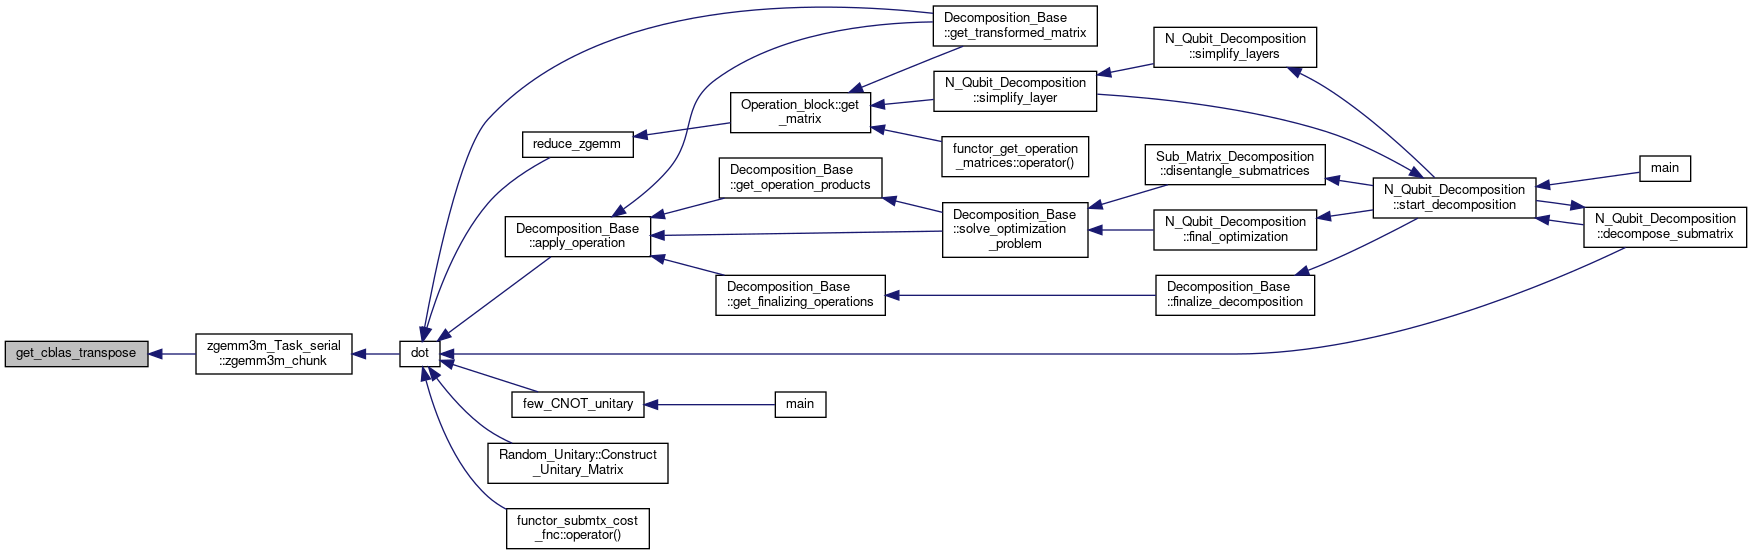 get_cblas_transpose
zgemm3m_Task_serial
::zgemm3m_chunk
dot
Decomposition_Base
::get_transformed_matrix
reduce_zgemm
Operation_block::get
_matrix
N_Qubit_Decomposition
::simplify_layer
N_Qubit_Decomposition
::simplify_layers
functor_get_operation
_matrices::operator()
Decomposition_Base
::apply_operation
Decomposition_Base
::get_operation_products
Decomposition_Base
::solve_optimization
_problem
Decomposition_Base
::get_finalizing_operations
Sub_Matrix_Decomposition
::disentangle_submatrices
N_Qubit_Decomposition
::final_optimization
Decomposition_Base
::finalize_decomposition
N_Qubit_Decomposition
::start_decomposition
main
N_Qubit_Decomposition
::decompose_submatrix
few_CNOT_unitary
main
Random_Unitary::Construct
_Unitary_Matrix
functor_submtx_cost
_fnc::operator()